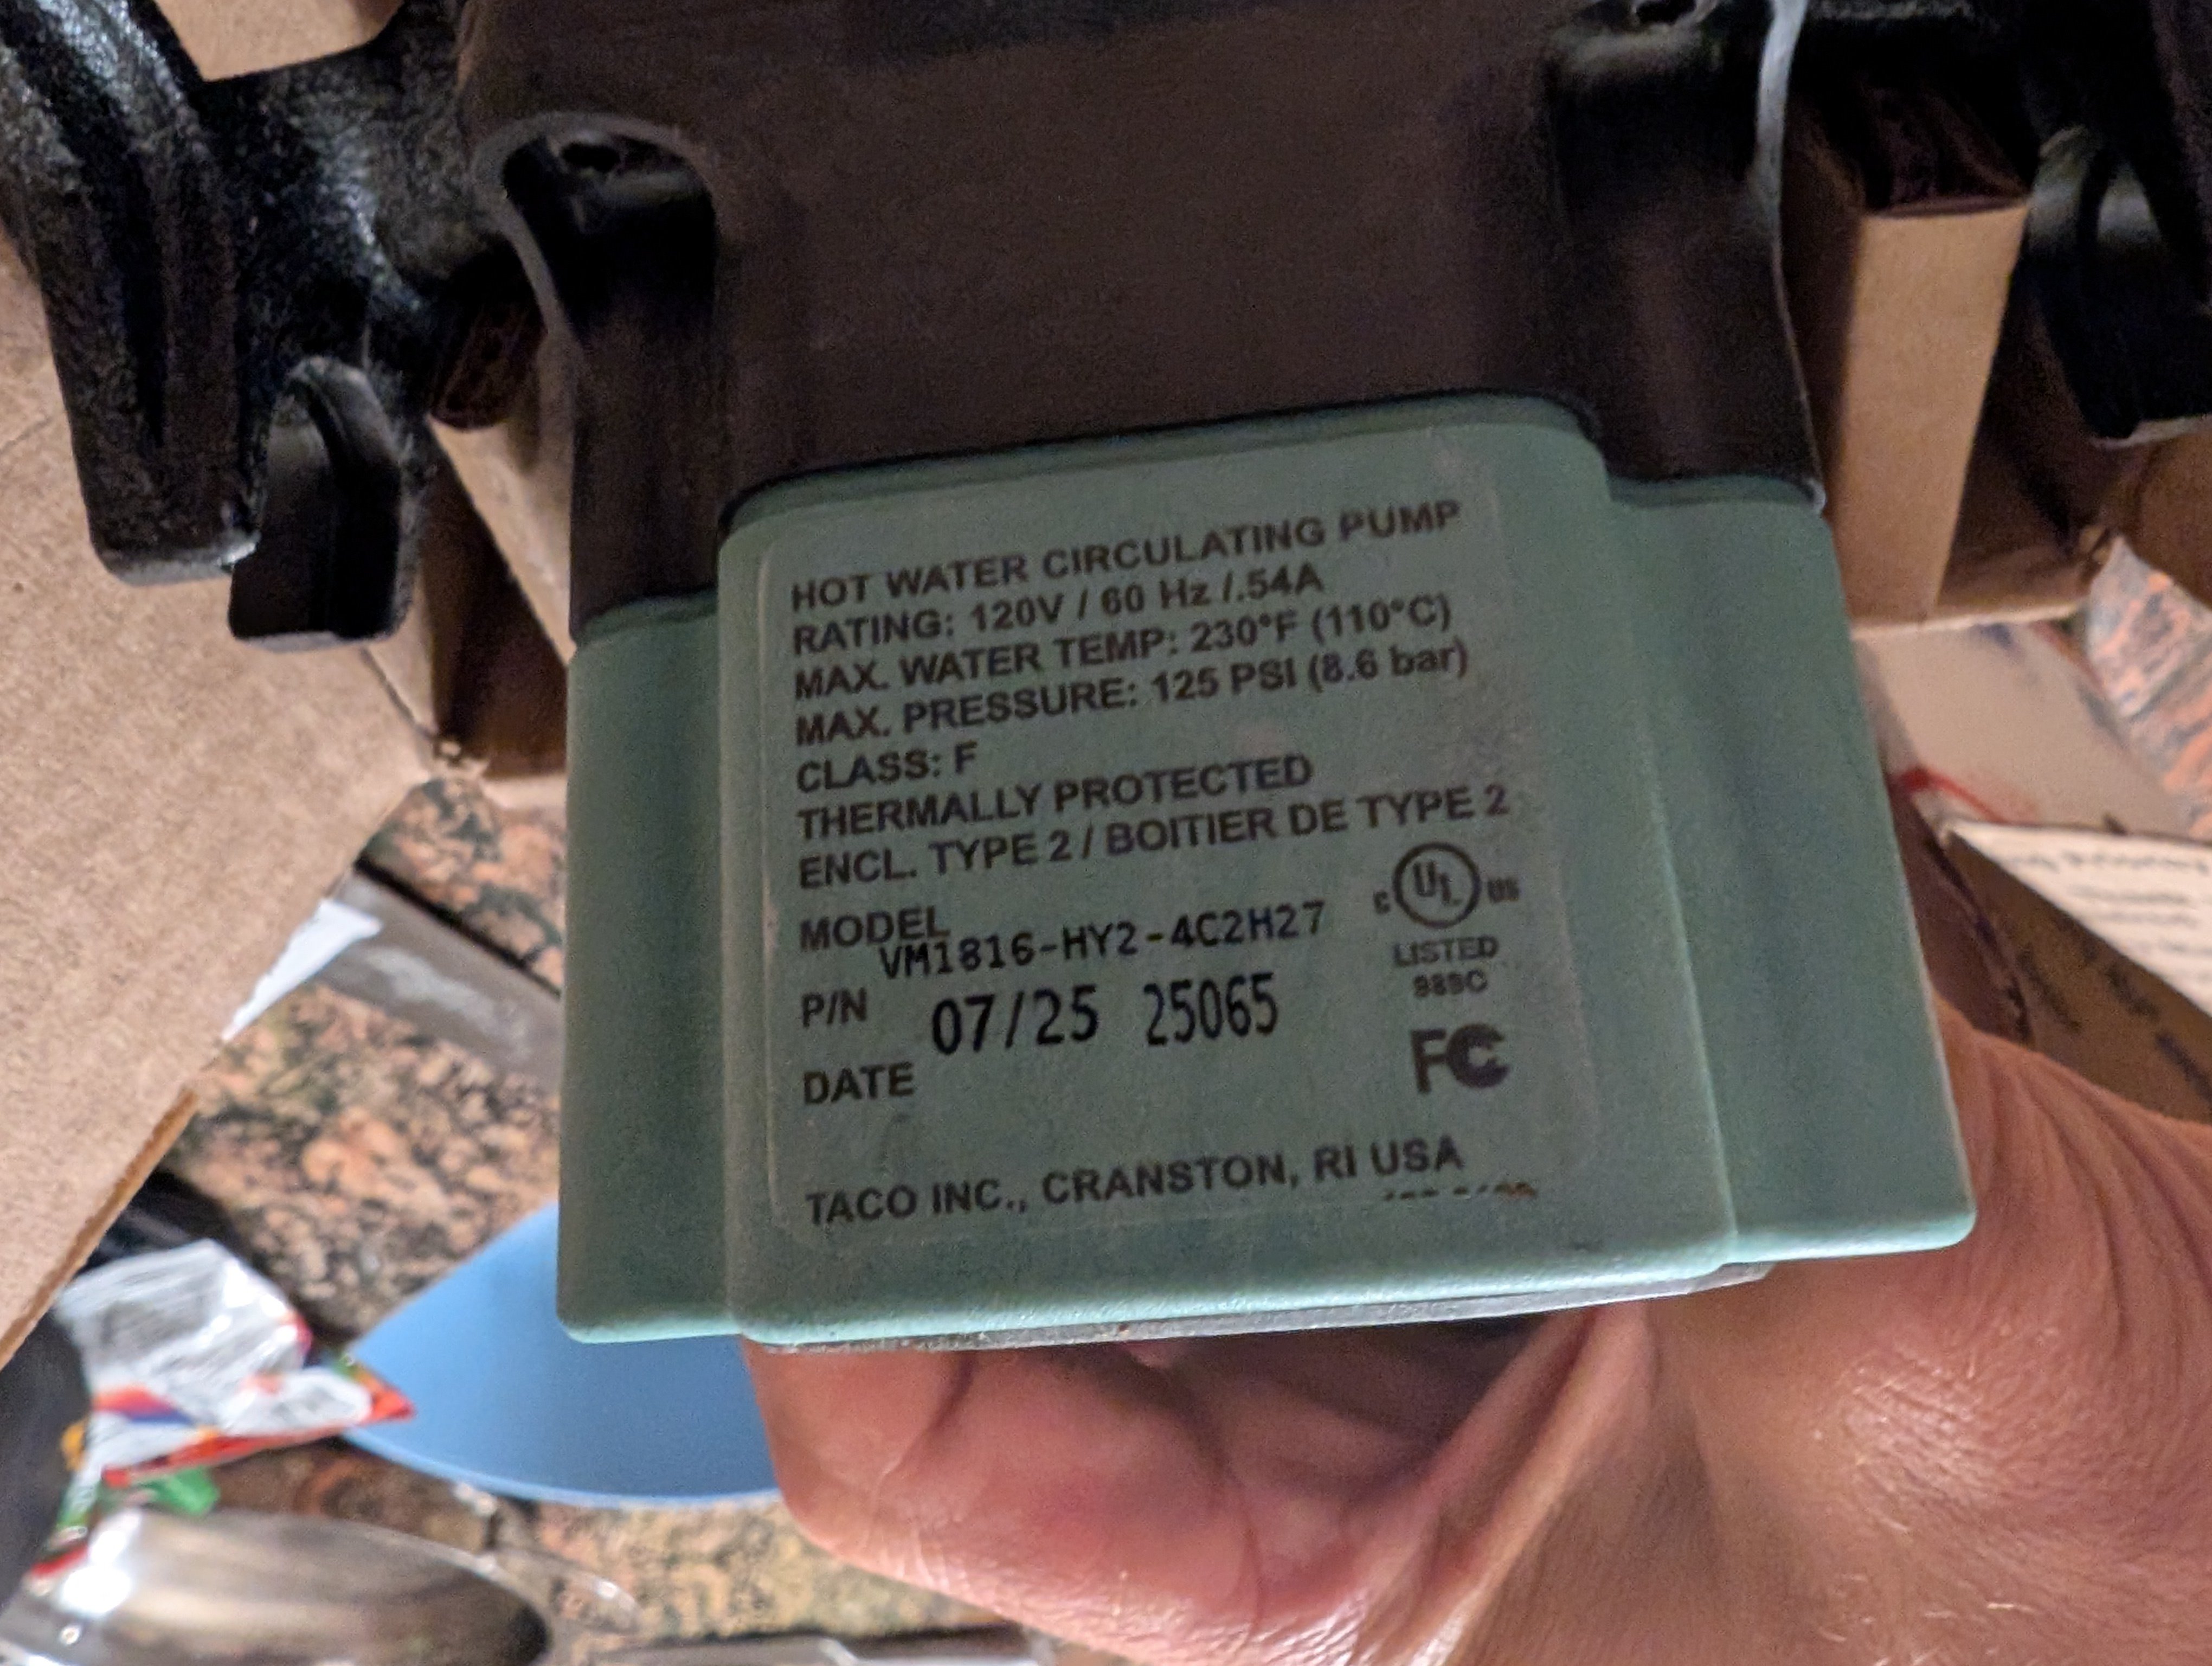 HOT WATER CIRCULATING PUMP
RATING: 120V / 60 Hz /.54A
MAX. WATER TEMP: 230°F (110°C)
MAX. PRESSURE: 125 PSI (8.6 bar)
CLASS: F
THERMALLY PROTECTED
ENCL. TYPE 2 / BOITIER DE TYPE 2
C UL US
LISTED
989C
MODEL
VM1816-HY2-4C2H27
P/N
07/25 25065
DATE
FC
TACO INC., CRANSTON, RI USA